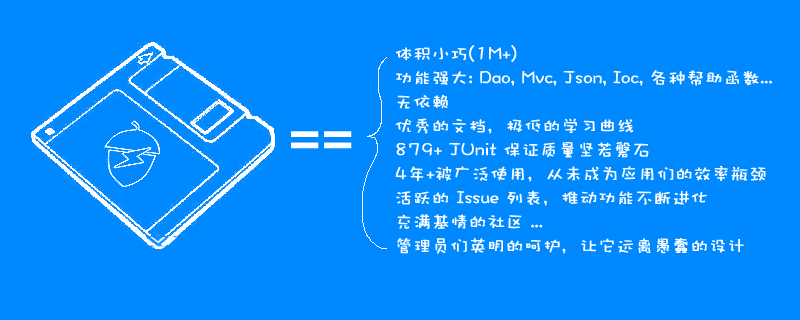 ==
体积小巧(1M+)
功能强大: Dao, Mvc, Json, Ioc, 各种帮助函数...
无依赖
优秀的文档, 极低的学习曲线
879+ JUnit 保证质量坚若磐石
4年+被广泛使用, 从未成为应用们的效率瓶颈
活跃的 Issue 列表, 推动功能不断进化
充满基情的社区 ...
管理员们英明的呵护, 让它远离愚蠢的设计